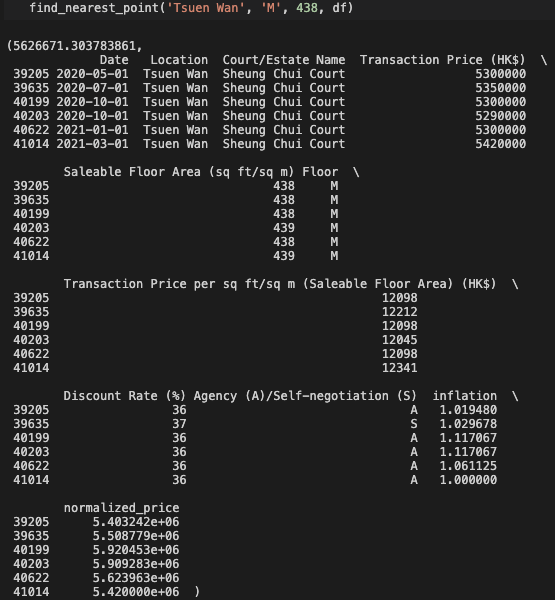 find_nearest_point('Tsuen Wan', 'M', 438, df)
(5626671.303783861,
Date Location Court/Estate Name Transaction Price (HK$) \
39205 2020-05-01 Tsuen Wan Sheung Chui Court 5300000
39635 2020-07-01 Tsuen Wan Sheung Chui Court 5350000
40199 2020-10-01 Tsuen Wan Sheung Chui Court 5300000
40203 2020-10-01 Tsuen Wan Sheung Chui Court 5290000
40622 2021-01-01 Tsuen Wan Sheung Chui Court 5300000
41014 2021-03-01 Tsuen Wan Sheung Chui Court 5420000
Saleable Floor Area (sq ft/sq m) Floor \
39205 438 M
39635 438 M
40199 438 M
40203 439 M
40622 438 M
41014 439 M
Transaction Price per sq ft/sq m (Saleable Floor Area) (HK$) \
39205 12098
39635 12212
40199 12098
40203 12045
40622 12098
41014 12341
Discount Rate (%) Agency (A)/Self-negotiation (S) inflation \
39205 36 A 1.019480
39635 37 S 1.029678
40199 36 A 1.117067
40203 36 A 1.117067
40622 36 A 1.061125
41014 36 A 1.000000
normalized_price
39205 5.403242e+06
39635 5.508779e+06
40199 5.920453e+06
40203 5.909283e+06
40622 5.623963e+06
41014 5.420000e+06 )